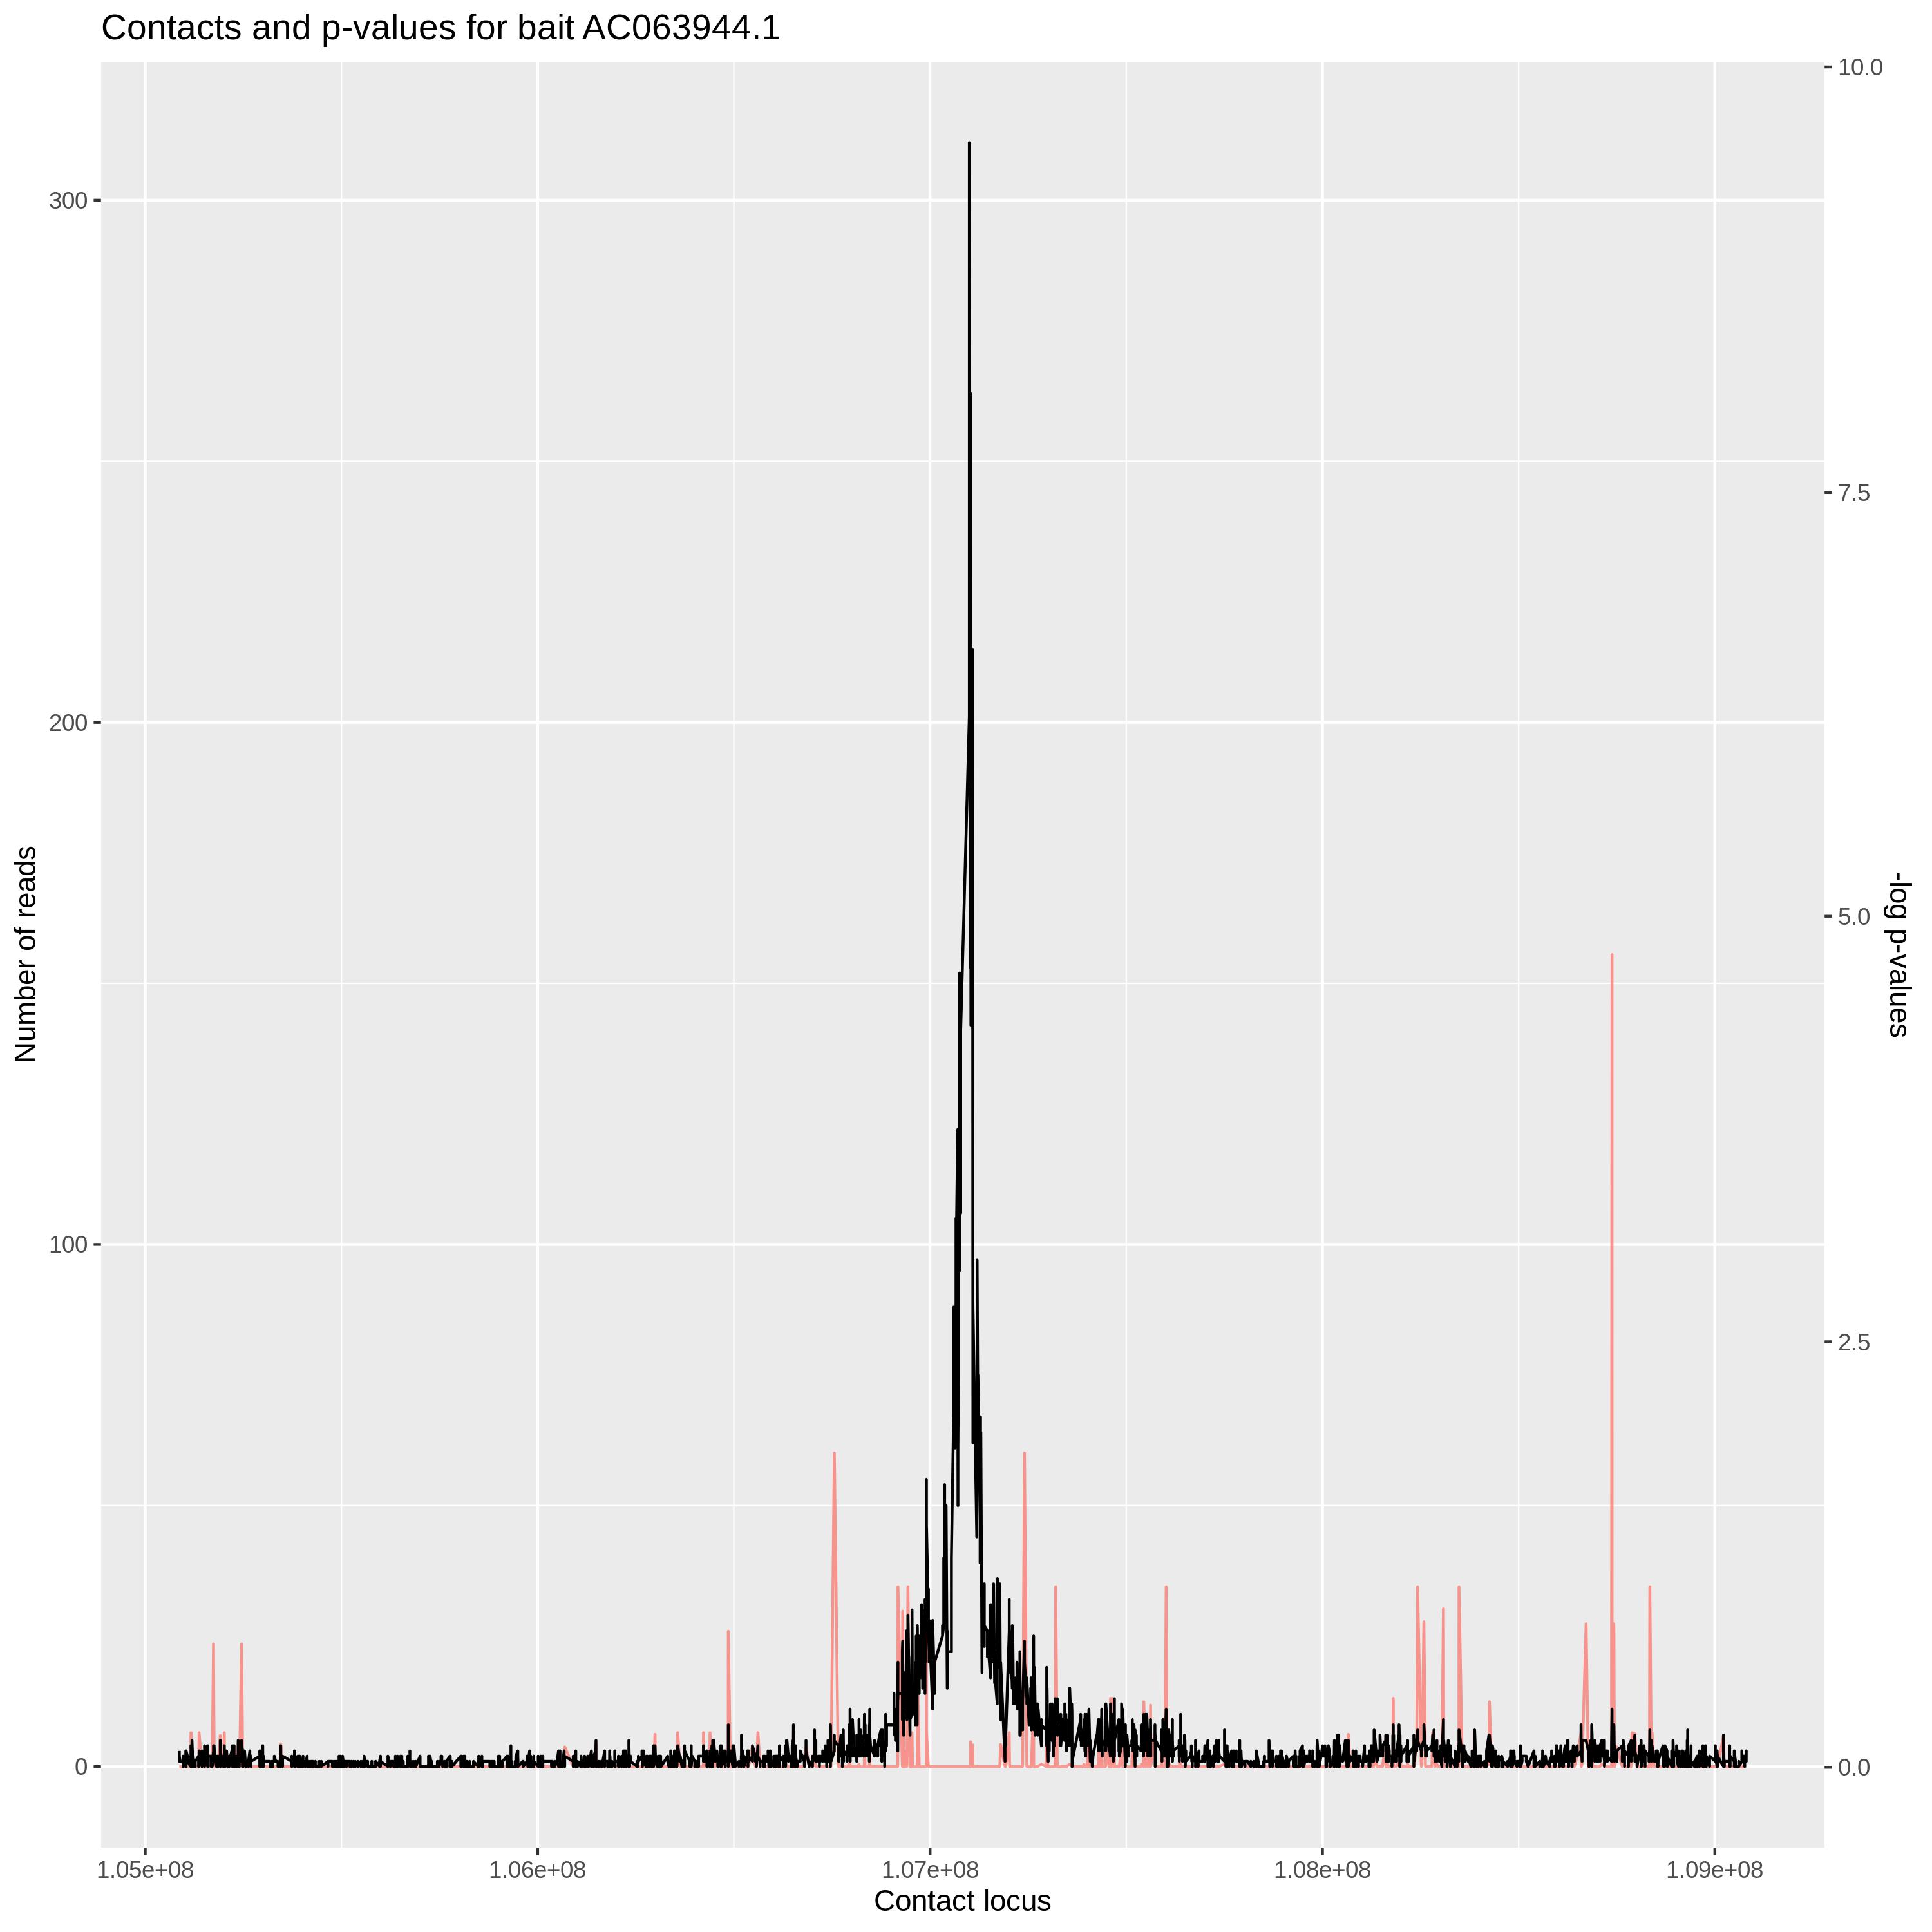 Contacts and p-values for bait AC063944.1
10.0
300
7.5
200
5.0
Number of reads
-log p-values
100
2.5
0
0.0
1.05e+08 1.06e+08 1.07e+08 1.08e+08 1.09e+08
Contact locus